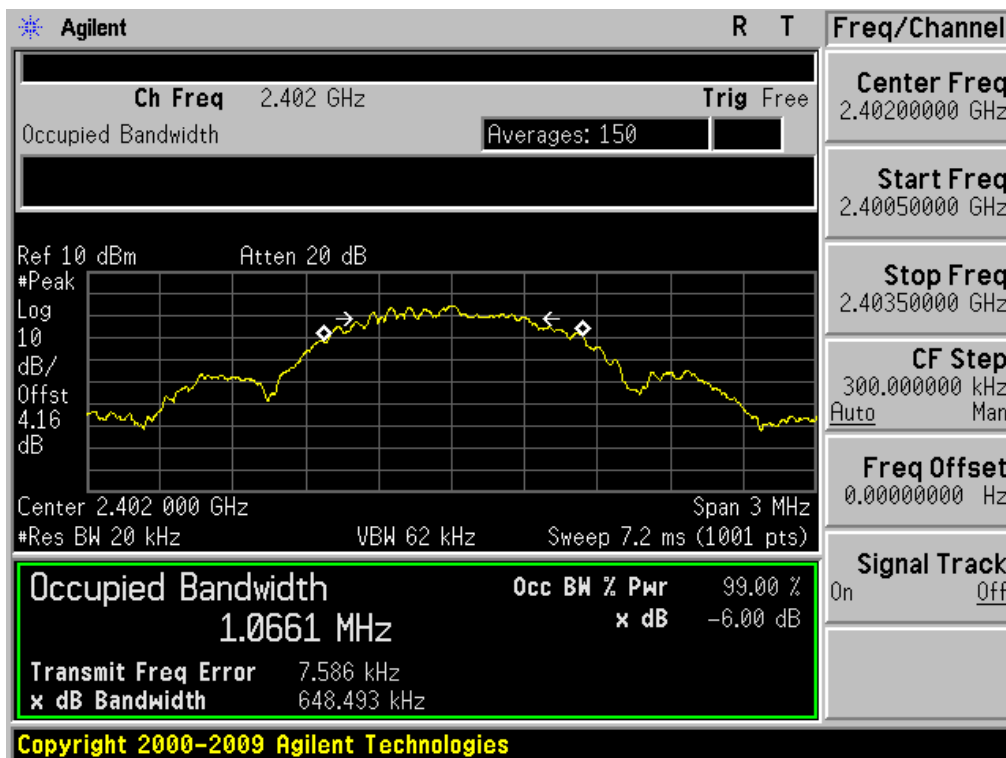 Agilent R T
Freq/Channel
Ch Freq 2.402 GHz Trig Free
Occupied Bandwidth Averages: 150
Ref 10 dBm Atten 20 dB
#Peak
Log
10
dB/
Offst
4.16
dB
Center 2.402 000 GHz Span 3 MHz
#Res BW 20 kHz VBW 62 kHz Sweep 7.2 ms (1001 pts)
Occupied Bandwidth Occ BW % Pwr 99.00 %
1.0661 MHz x dB -6.00 dB
Transmit Freq Error 7.586 kHz
x dB Bandwidth 648.493 kHz
Copyright 2000-2009 Agilent Technologies
Center Freq
2.40200000 GHz
Start Freq
2.40050000 GHz
Stop Freq
2.40350000 GHz
CF Step
300.000000 kHz
Auto Man
Freq Offset
0.00000000 Hz
Signal Track
On Off